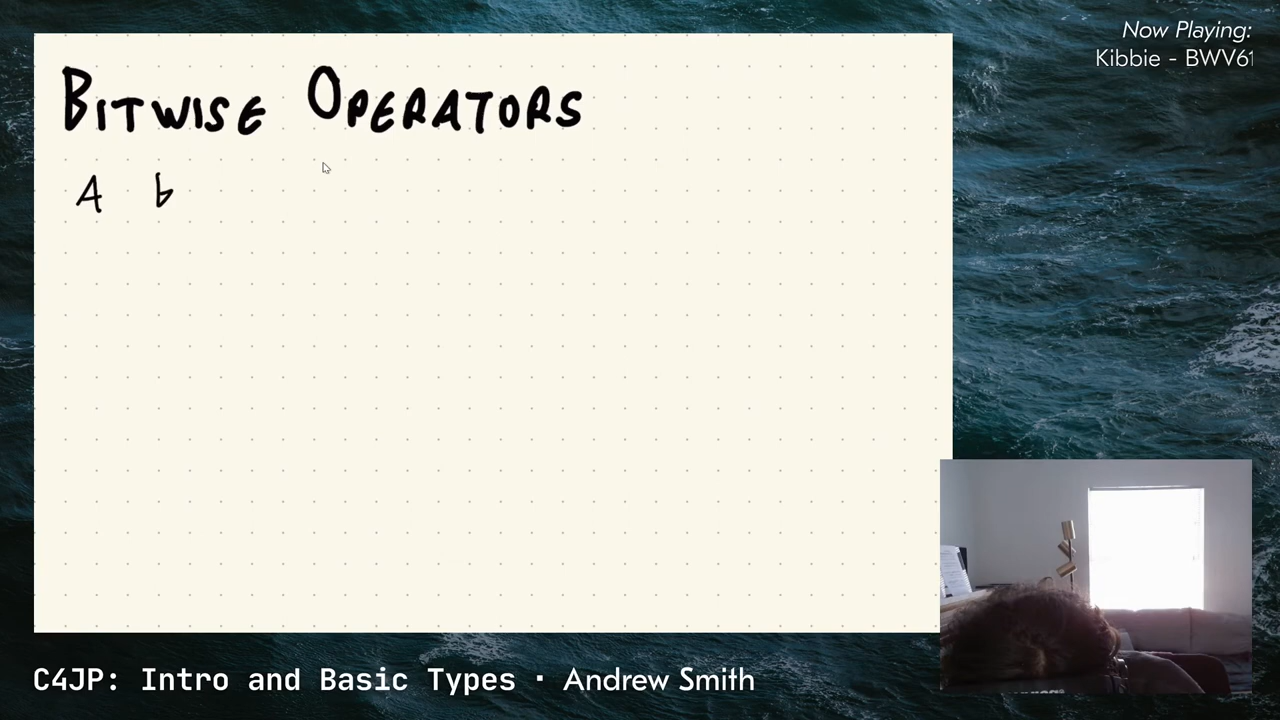 Now Playing:
Kibbie - BWV61
BITWISE OPERATORS
A b
C4JP: Intro and Basic Types · Andrew Smith